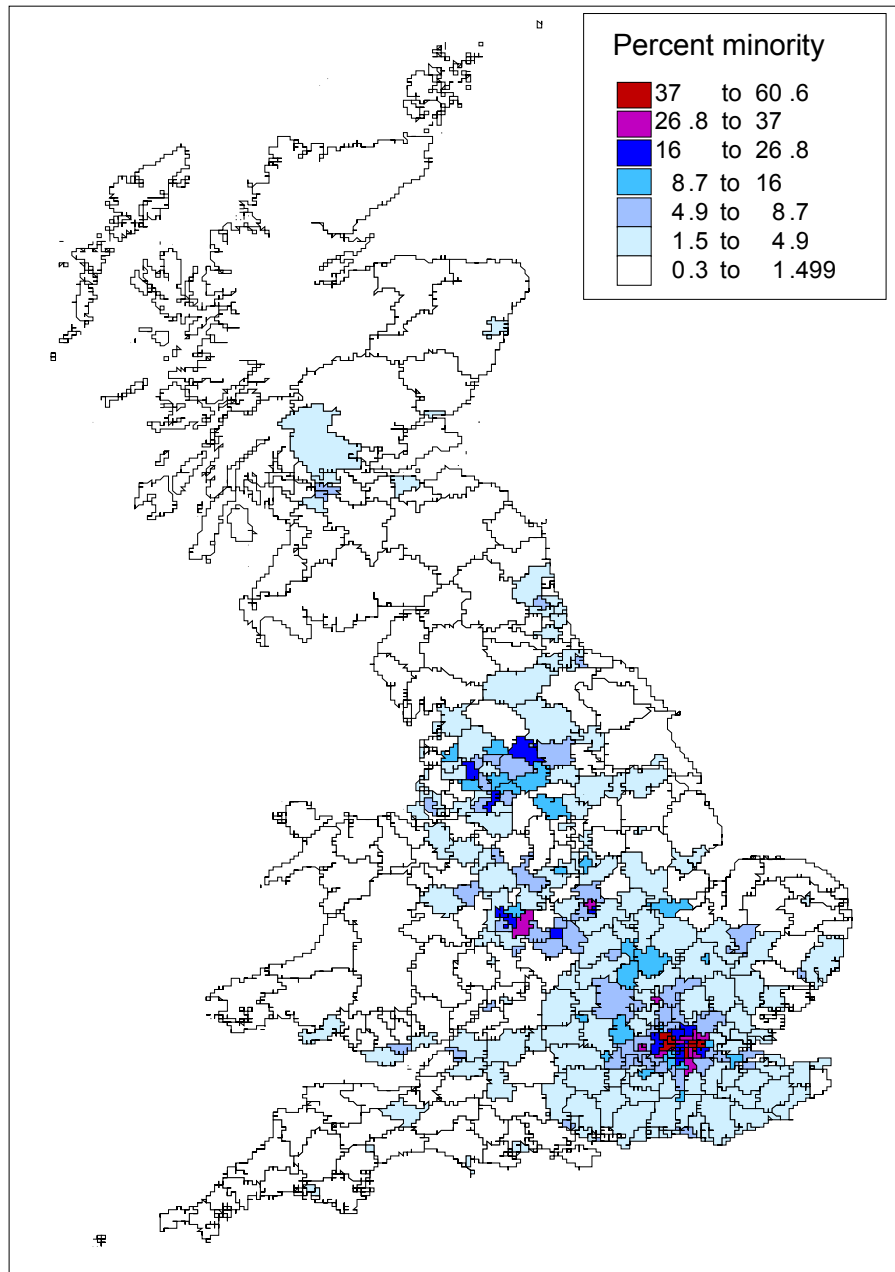 Percent minority
37 to 60 .6
26 .8 to 37
16 to 26 .8
8.7 to 16
4.9 to 8.7
1.5 to 4.9
0.3 to 1.499